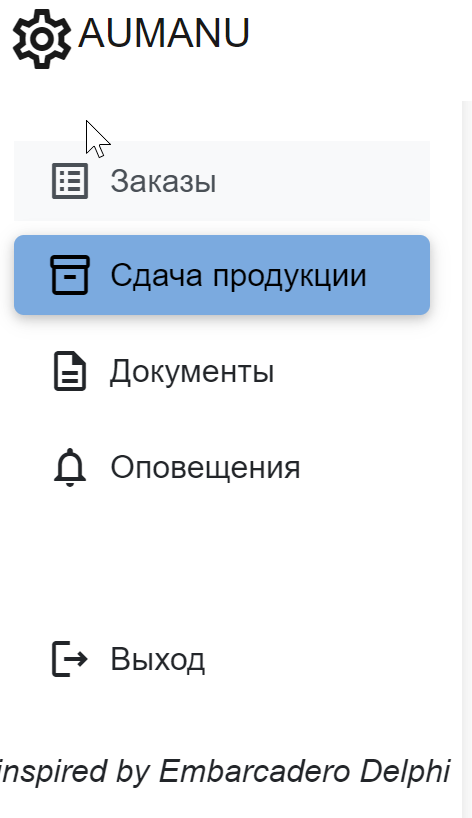 AUMANU
Заказы
Сдача продукции
Документы
Оповещения
Выход
inspired by Embarcadero Delphi